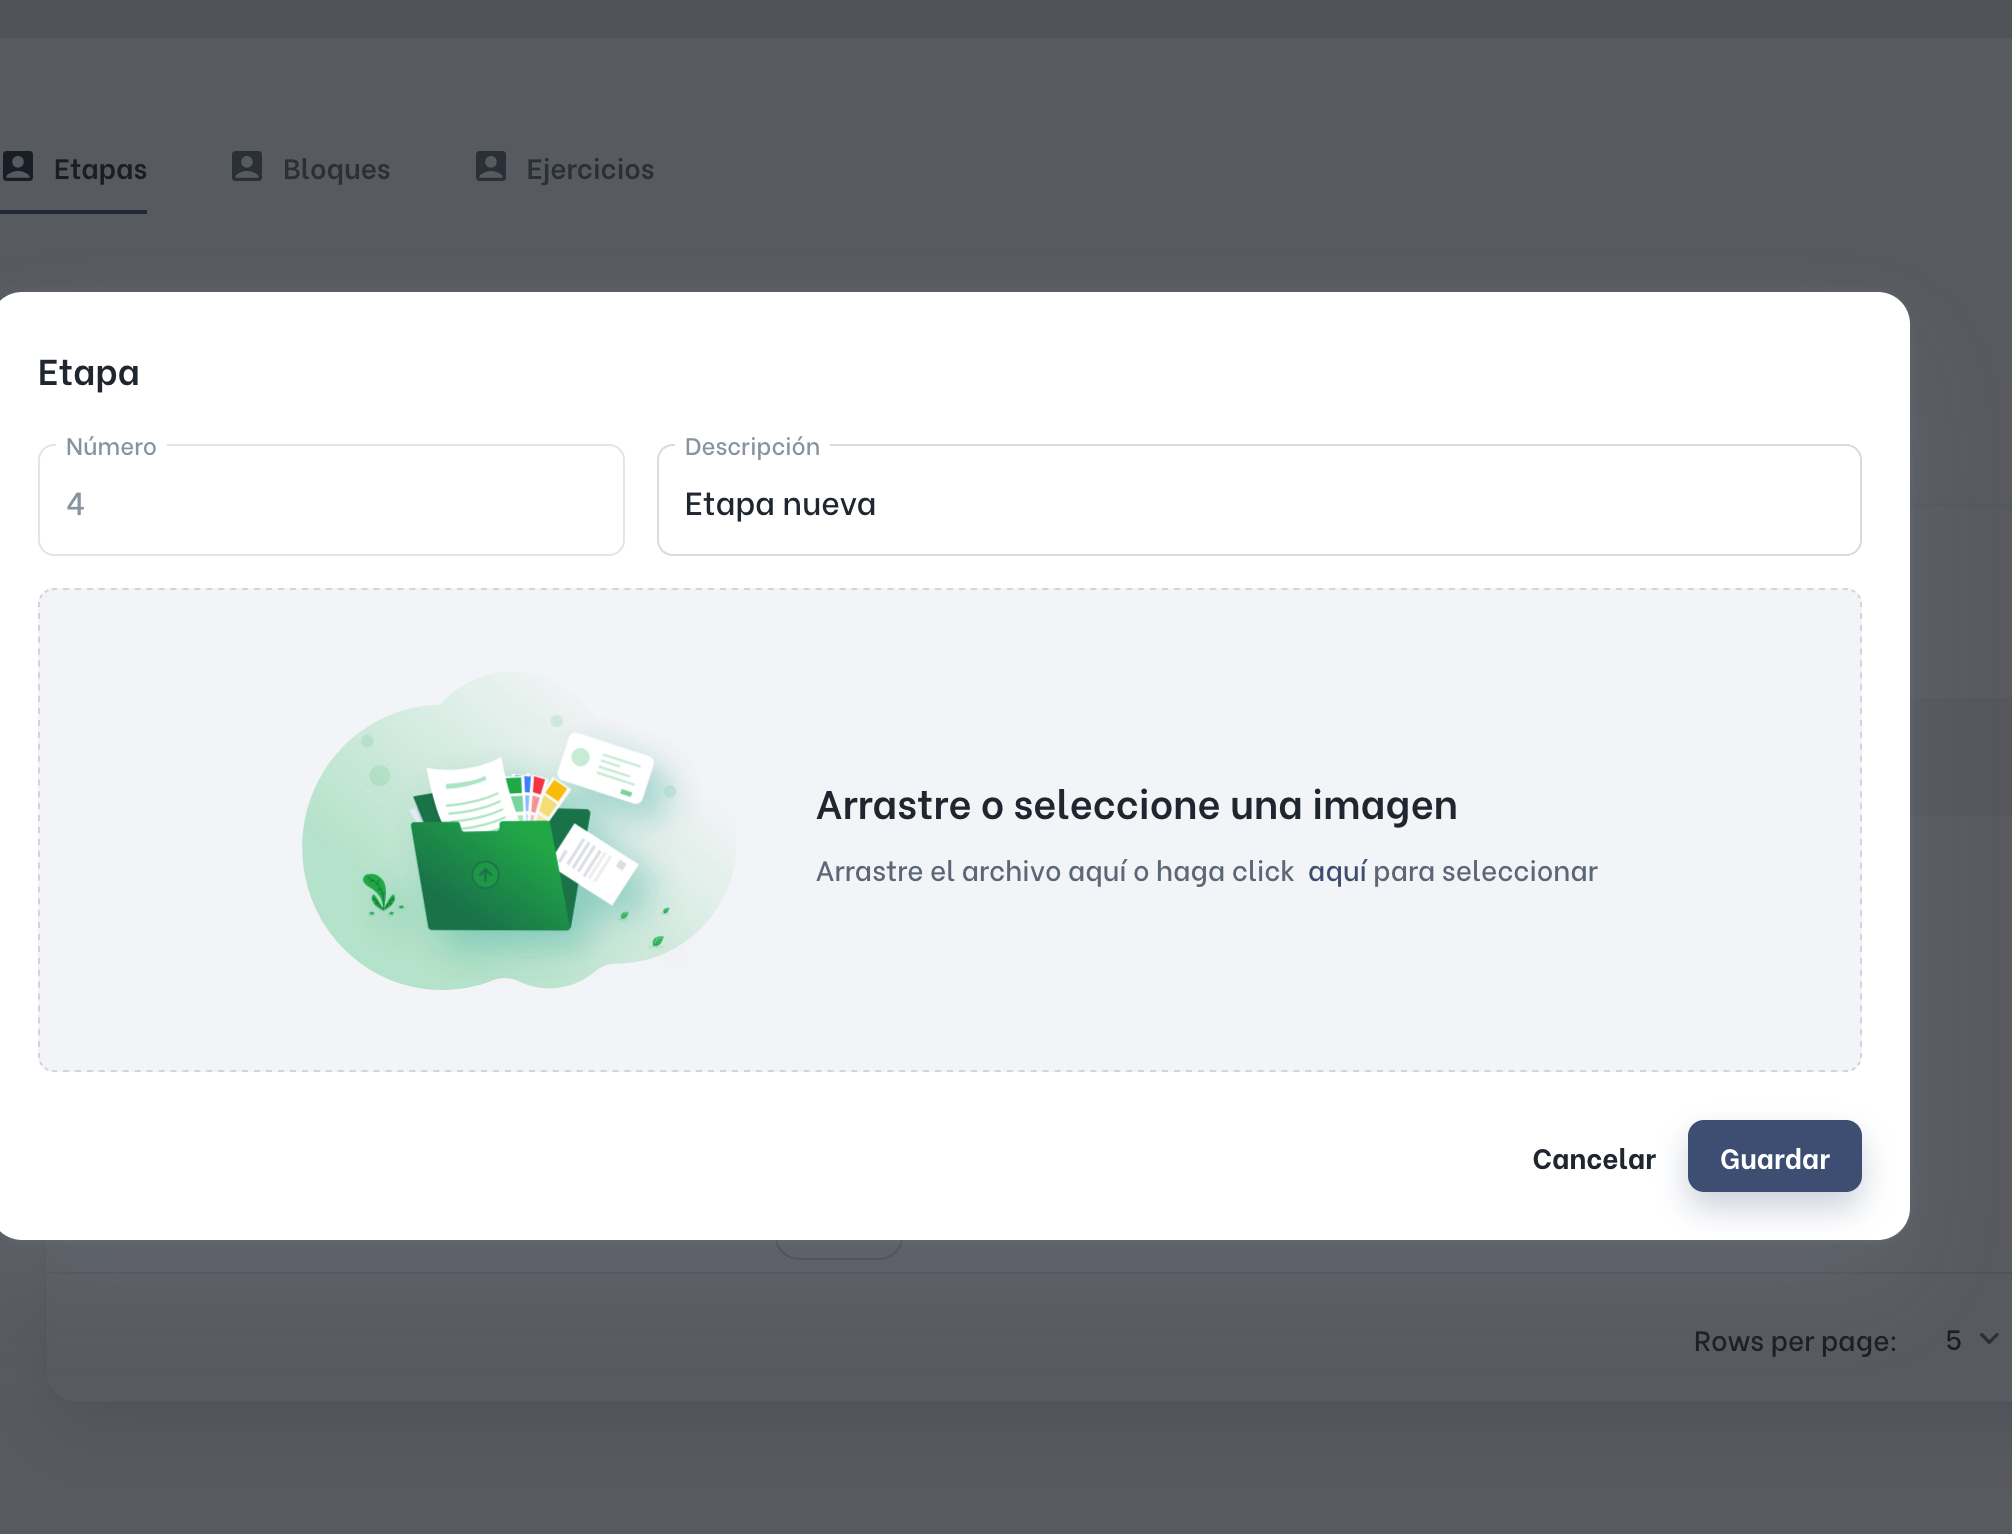 Etapas
Bloques
Ejercicios
Etapa
Número
4
Descripción
Etapa nueva
Arrastre o seleccione una imagen
Arrastre el archivo aquí o haga click aquí para seleccionar
Cancelar
Guardar
Rows per page: 5